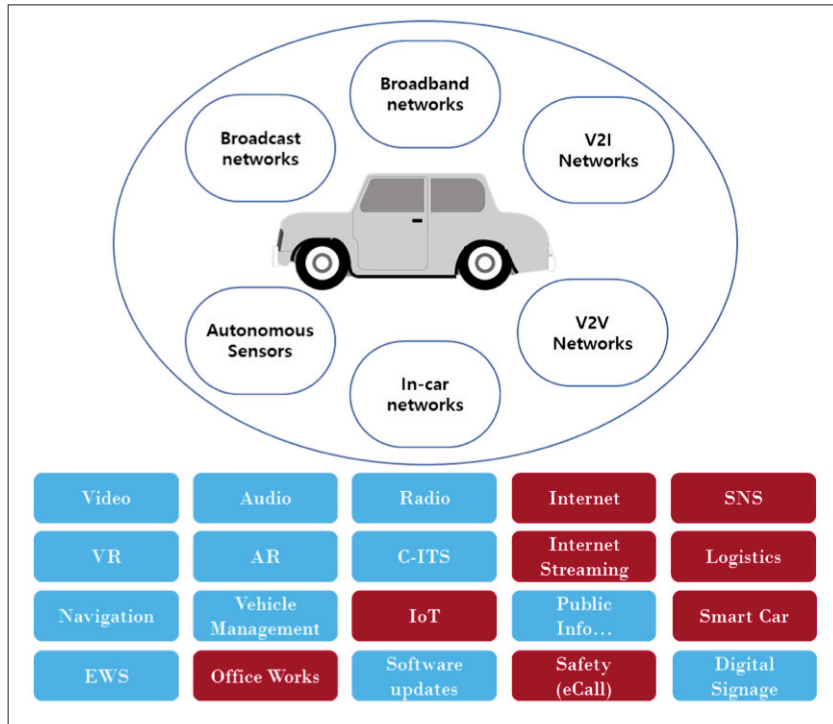 Broadband
networks
Broadcast
networks
V2I
Networks
Autonomous
Sensors
V2V
Networks
In-car
networks
Video
Audio
Radio
Internet
SNS
VR
AR
C-ITS
Internet
Streaming
Logistics
Navigation
Vehicle
Management
IoT
Public
Info...
Smart Car
EWS
Office Works
Software
updates
Safety
(eCall)
Digital
Signage